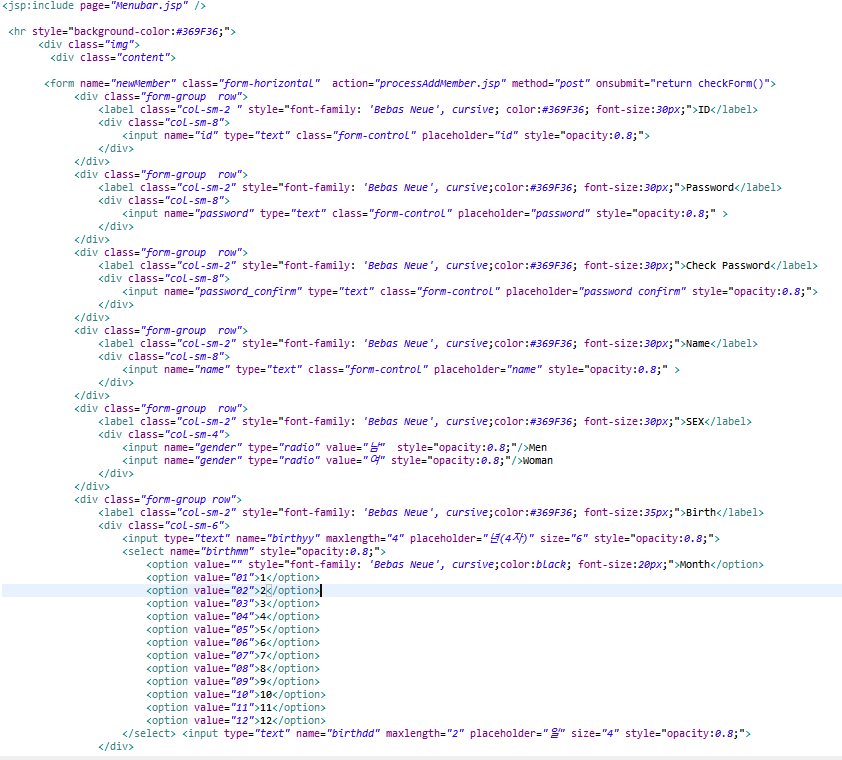 <jsp:include page="Menubar.jsp" />
<hr style="background-color:#369F36;">
<div class="img">
<div class="content">
<form name="newMember" class="form-horizontal" action="processAddMember.jsp" method="post" onsubmit="return checkForm()">
<div class="form-group row">
<label class="col-sm-2 " style="font-family: 'Bebas Neue', cursive; color:#369F36; font-size:30px;">ID</label>
<div class="col-sm-8">
<input name="id" type="text" class="form-control" placeholder="id" style="opacity:0.8;">
</div>
</div>
<div class="form-group row">
<label class="col-sm-2" style="font-family: 'Bebas Neue', cursive;color:#369F36; font-size:30px;">Password</label>
<div class="col-sm-8">
<input name="password" type="text" class="form-control" placeholder="password" style="opacity:0.8;" >
</div>
</div>
<div class="form-group row">
<label class="col-sm-2" style="font-family: 'Bebas Neue', cursive;color:#369F36; font-size:30px;">Check Password</label>
<div class="col-sm-8">
<input name="password_confirm" type="text" class="form-control" placeholder="password confirm" style="opacity:0.8;">
</div>
</div>
<div class="form-group row">
<label class="col-sm-2" style="font-family: 'Bebas Neue', cursive;color:#369F36; font-size:30px;">Name</label>
<div class="col-sm-8">
<input name="name" type="text" class="form-control" placeholder="name" style="opacity:0.8;" >
</div>
</div>
<div class="form-group row">
<label class="col-sm-2" style="font-family: 'Bebas Neue', cursive;color:#369F36; font-size:30px;">SEX</label>
<div class="col-sm-4">
<input name="gender" type="radio" value="남" style="opacity:0.8;"/>Men
<input name="gender" type="radio" value="여" style="opacity:0.8;"/>Woman
</div>
</div>
<div class="form-group row">
<label class="col-sm-2" style="font-family: 'Bebas Neue', cursive;color:#369F36; font-size:35px;">Birth</label>
<div class="col-sm-6">
<input type="text" name="birthyy" maxlength="4" placeholder="년(4자)" size="6" style="opacity:0.8;">
<select name="birthmm" style="opacity:0.8;">
<option value="" style="font-family: 'Bebas Neue', cursive;color:black; font-size:20px;">Month</option>
<option value="01">1</option>
<option value="02">2</option>
<option value="03">3</option>
<option value="04">4</option>
<option value="05">5</option>
<option value="06">6</option>
<option value="07">7</option>
<option value="08">8</option>
<option value="09">9</option>
<option value="10">10</option>
<option value="11">11</option>
<option value="12">12</option>
</select> <input type="text" name="birthdd" maxlength="2" placeholder="일" size="4" style="opacity:0.8;">
</div>